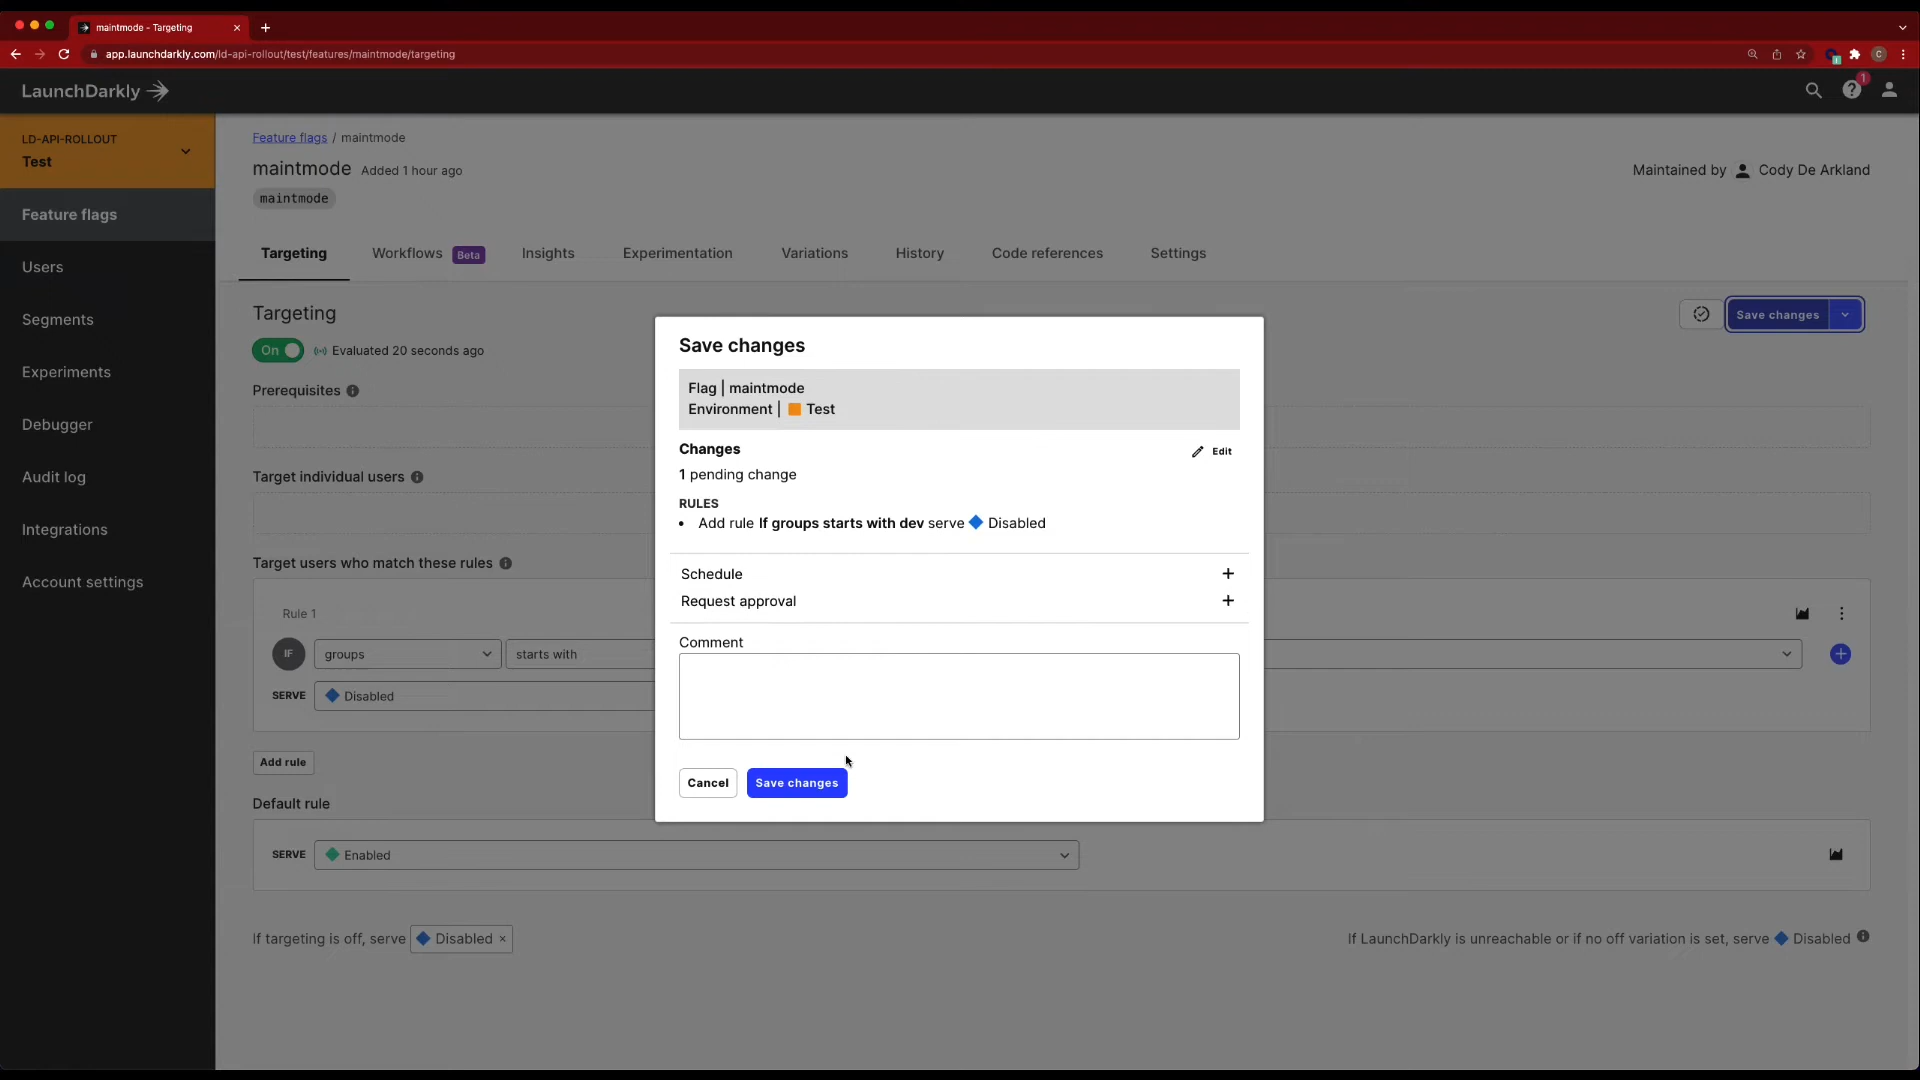 maintmode - Targeting
app.launchdarkly.com/ld-api-rollout/test/features/maintmode/targeting
C
LaunchDarkly
1
LD-API-ROLLOUT
Test
Feature flags
Users
Segments
Experiments
Debugger
Audit log
Integrations
Account settings
Feature flags / maintmode
maintmode Added 1 hour ago
maintmode
Maintained by Cody De Arkland
Targeting Workflows Beta Insights Experimentation Variations History Code references Settings
Targeting
Save changes
On Evaluated 20 seconds ago
Prerequisites
Target individual users
Target users who match these rules
Rule 1
IF groups starts with
SERVE Disabled
Add rule
Default rule
SERVE Enabled
If targeting is off, serve Disabled ×
If LaunchDarkly is unreachable or if no off variation is set, serve Disabled
Save changes
Flag | maintmode
Environment | Test
Changes
Edit
1 pending change
RULES
• Add rule If groups starts with dev serve Disabled
Schedule +
Request approval +
Comment
Cancel Save changes